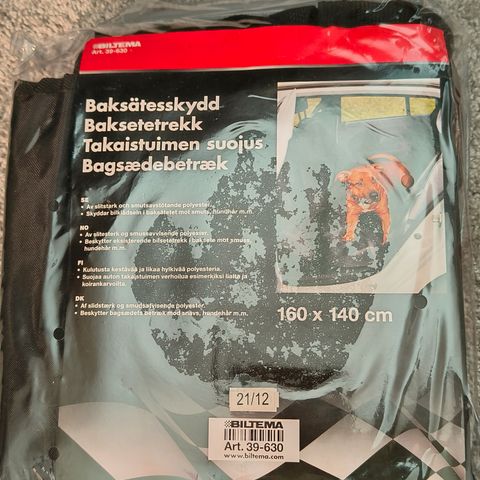 BILTEMA
Art. 39-630
Baksätesskydd
Baksetetrekk
Takaistuimen suojus
Bagsædebetræk
SE
• Av slitstark och smutsavstötande polyester.
• Skyddar bilklädseln i baksätet mot smuts, hundhår m.m.
NO
• Av slitesterk og smussavvisende polyester.
• Beskytter eksisterende bilsetetrekk i baksete mot smuss,
hundehår m.m.
FI
• Kulutusta kestävää ja likaa hylkivää polyesteria.
• Suojaa auton takaistuimen verhoilua esimerkiksi lialta ja
koirankarvoilta.
DK
• Af slidstærk og smudsafvisende polyester.
• Beskytter bagsædets betræk mod snavs, hundehår m.m.
160 x 140 cm
21/12
BILTEMA
Art. 39-630
www.biltema.com